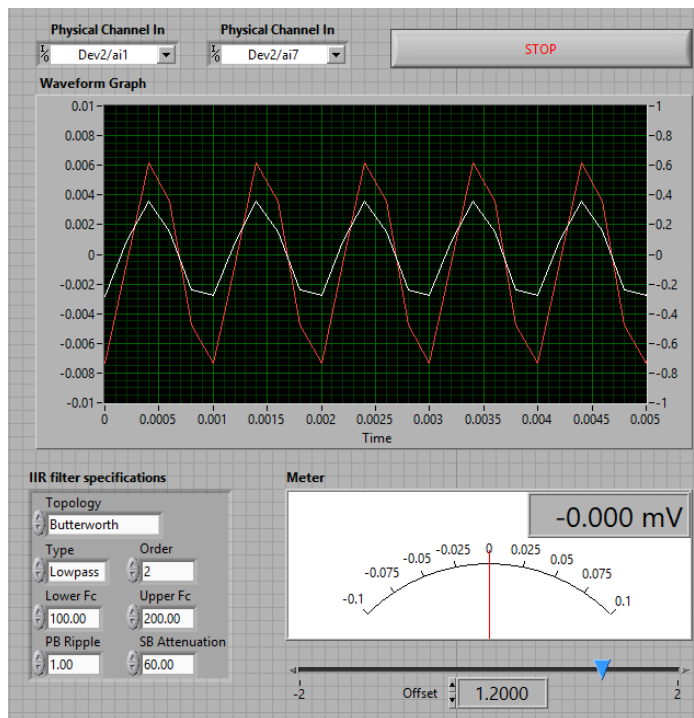 Physical Channel In Physical Channel In
I/0 Dev2/ai1 I/0 Dev2/ai7 STOP
Waveform Graph
0.01 1
0.008 0.8
0.006 0.6
0.004 0.4
0.002 0.2
0 0
-0.002 -0.2
-0.004 -0.4
-0.006 -0.6
-0.008 -0.8
-0.01 -1
0 0.0005 0.001 0.0015 0.002 0.0025 0.003 0.0035 0.004 0.0045 0.005
Time
IIR filter specifications
Topology
Butterworth
Type Order
Lowpass 2
Lower Fc Upper Fc
100.00 200.00
PB Ripple SB Attenuation
1.00 60.00
Meter
-0.000 mV
-0.1 -0.075 -0.05 -0.025 0 0.025 0.05 0.075 0.1
-2 Offset 1.2000 2